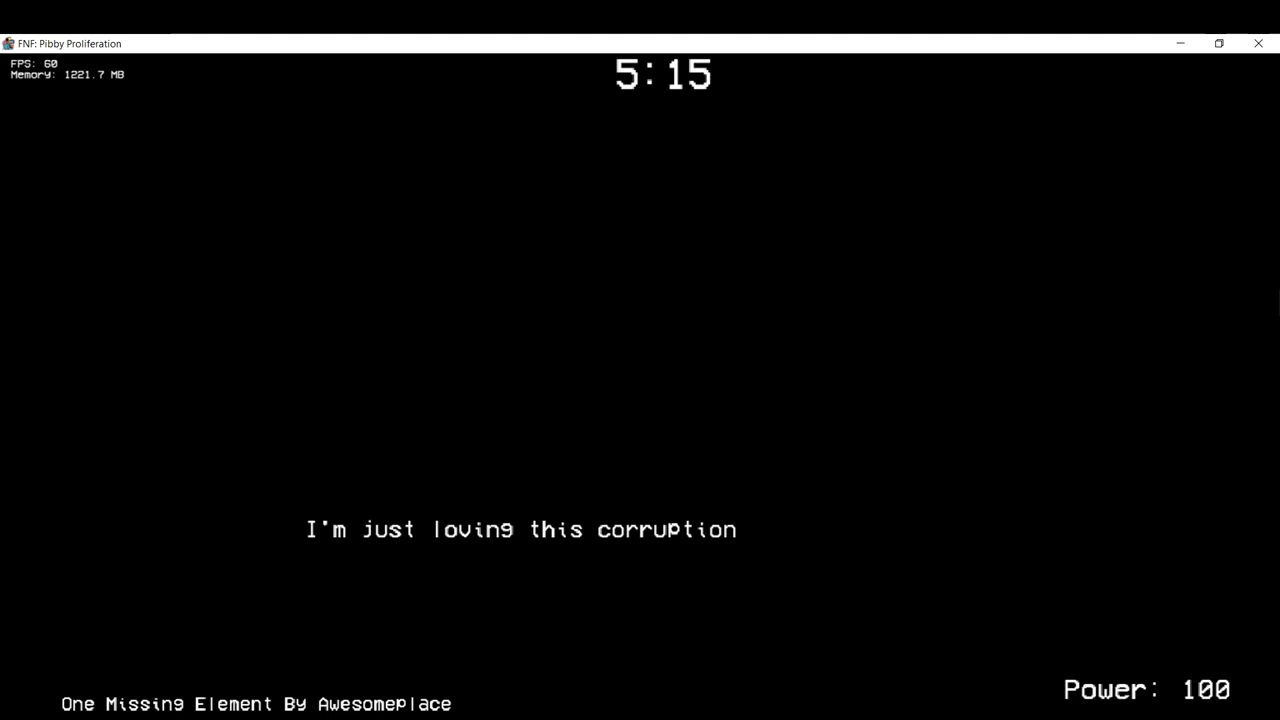 FNF: Pibby Proliferation
FPS: 60
Memory: 1221.7 MB
5:15
I'm just loving this corruption
Power: 100
One Missing Element By Awesomeplace